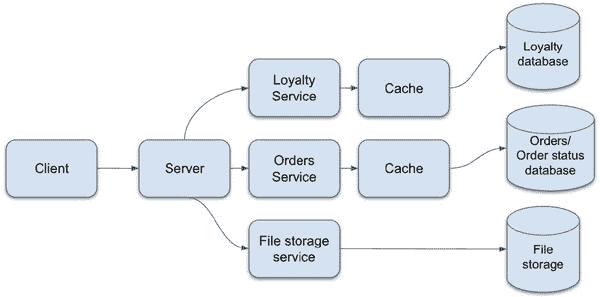 Loyalty
database
Loyalty
Service
Cache
Client
Server
Orders
Service
Cache
Orders/
Order status
database
File storage
service
File
storage